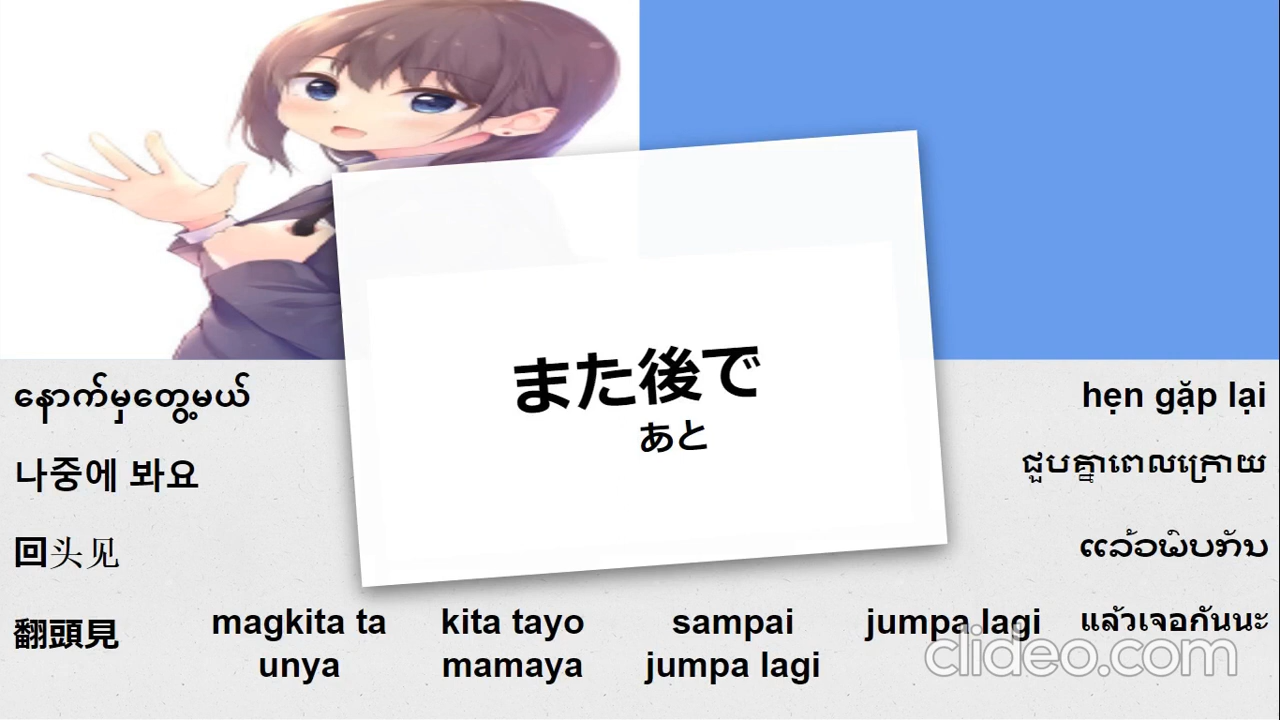 また後で
あと
နောက်မှတွေ့မယ်
나중에 봐요
回头见
翻頭見
magkita ta
unya
kita tayo
mamaya
sampai
jumpa lagi
jumpa lagi
hẹn gặp lại
ជួបគ្នាពេលក្រោយ
ແລ້ວພົບກັນ
แล้วเจอกันนะ
clideo.com